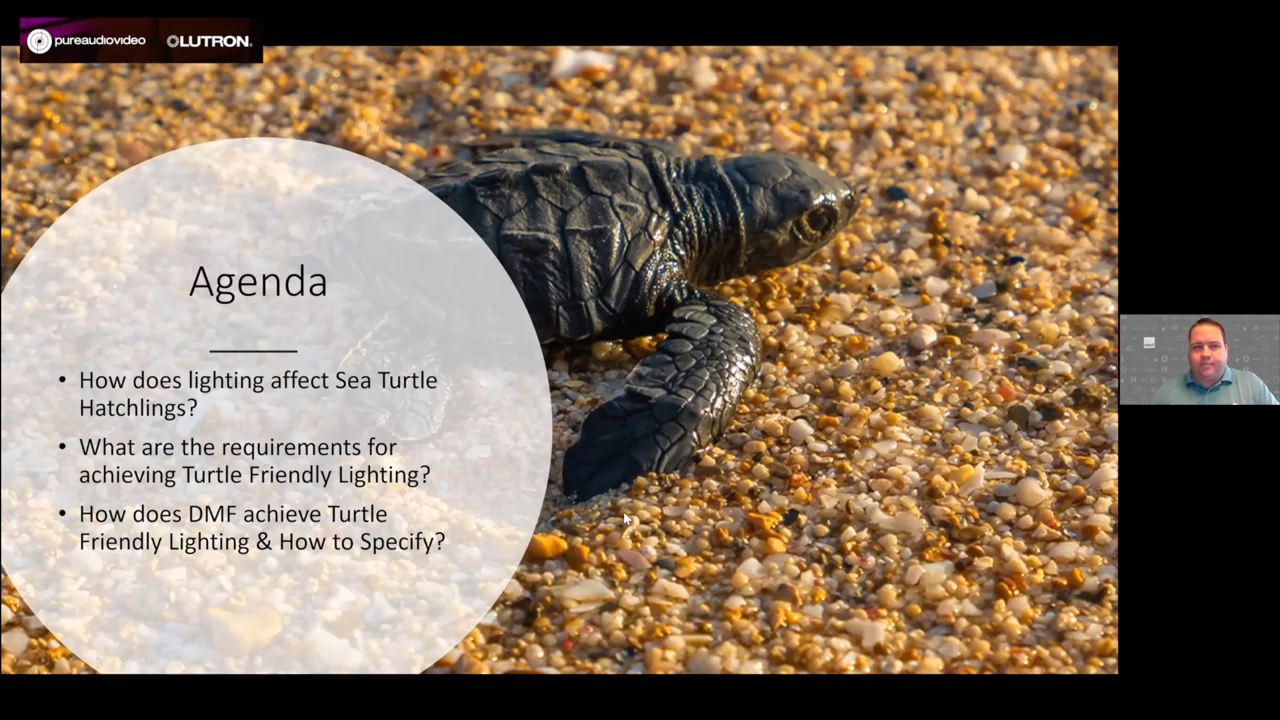 pureaudiovideo
LUTRON
Agenda
• How does lighting affect Sea Turtle
Hatchlings?
• What are the requirements for
achieving Turtle Friendly Lighting?
• How does DMF achieve Turtle
Friendly Lighting & How to Specify?